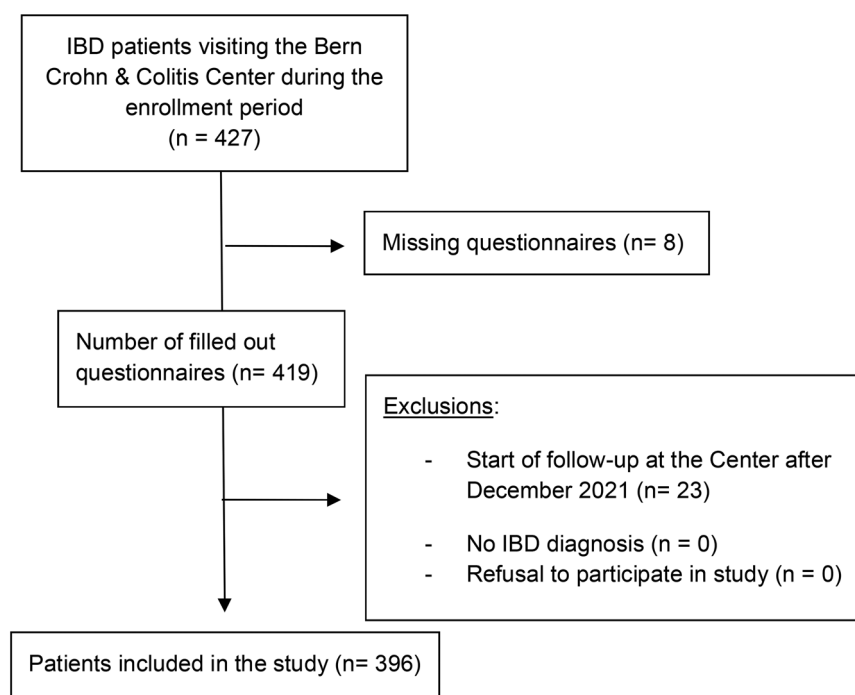 IBD patients visiting the Bern
Crohn & Colitis Center during the
enrollment period
(n = 427)
Missing questionnaires (n= 8)
Number of filled out
questionnaires (n= 419)
Exclusions:
- Start of follow-up at the Center after
December 2021 (n= 23)
- No IBD diagnosis (n = 0)
- Refusal to participate in study (n = 0)
Patients included in the study (n= 396)